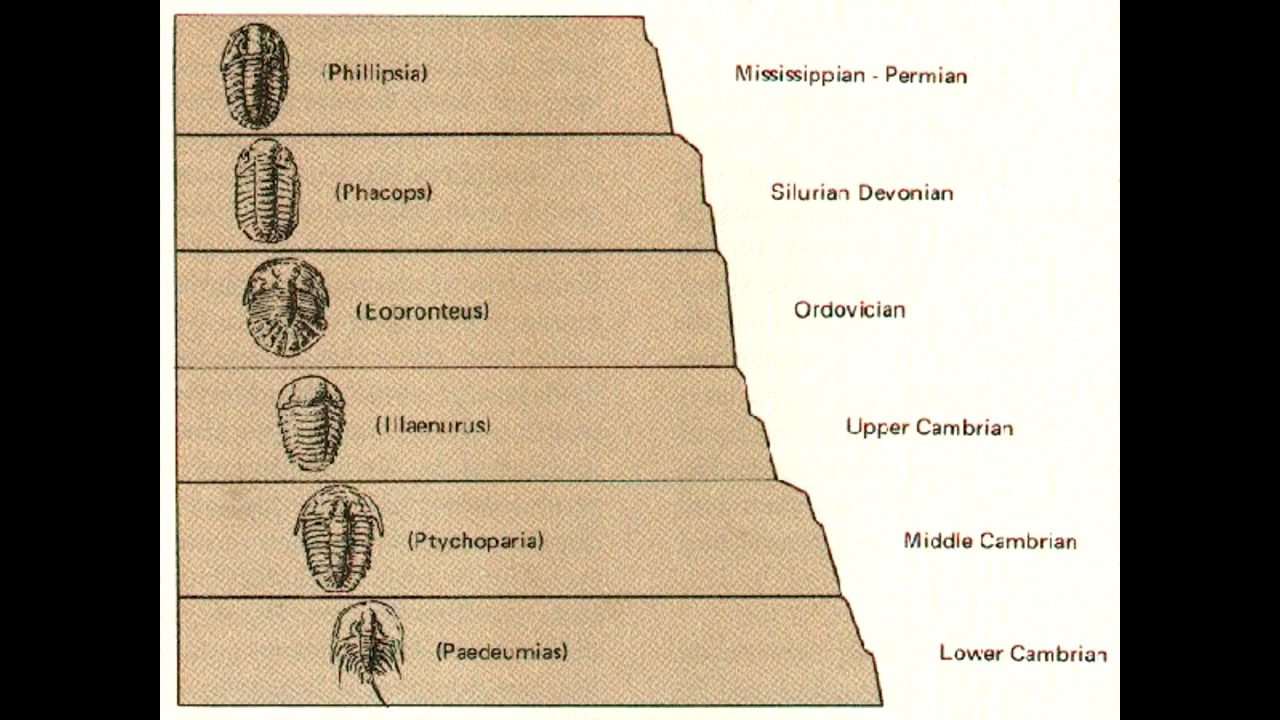 (Phillipsia) Mississippian - Permian
(Phacops) Silurian Devonian
(Eobronteus) Ordovician
(Illaenurus) Upper Cambrian
(Ptychoparia) Middle Cambrian
(Paedeumias) Lower Cambrian